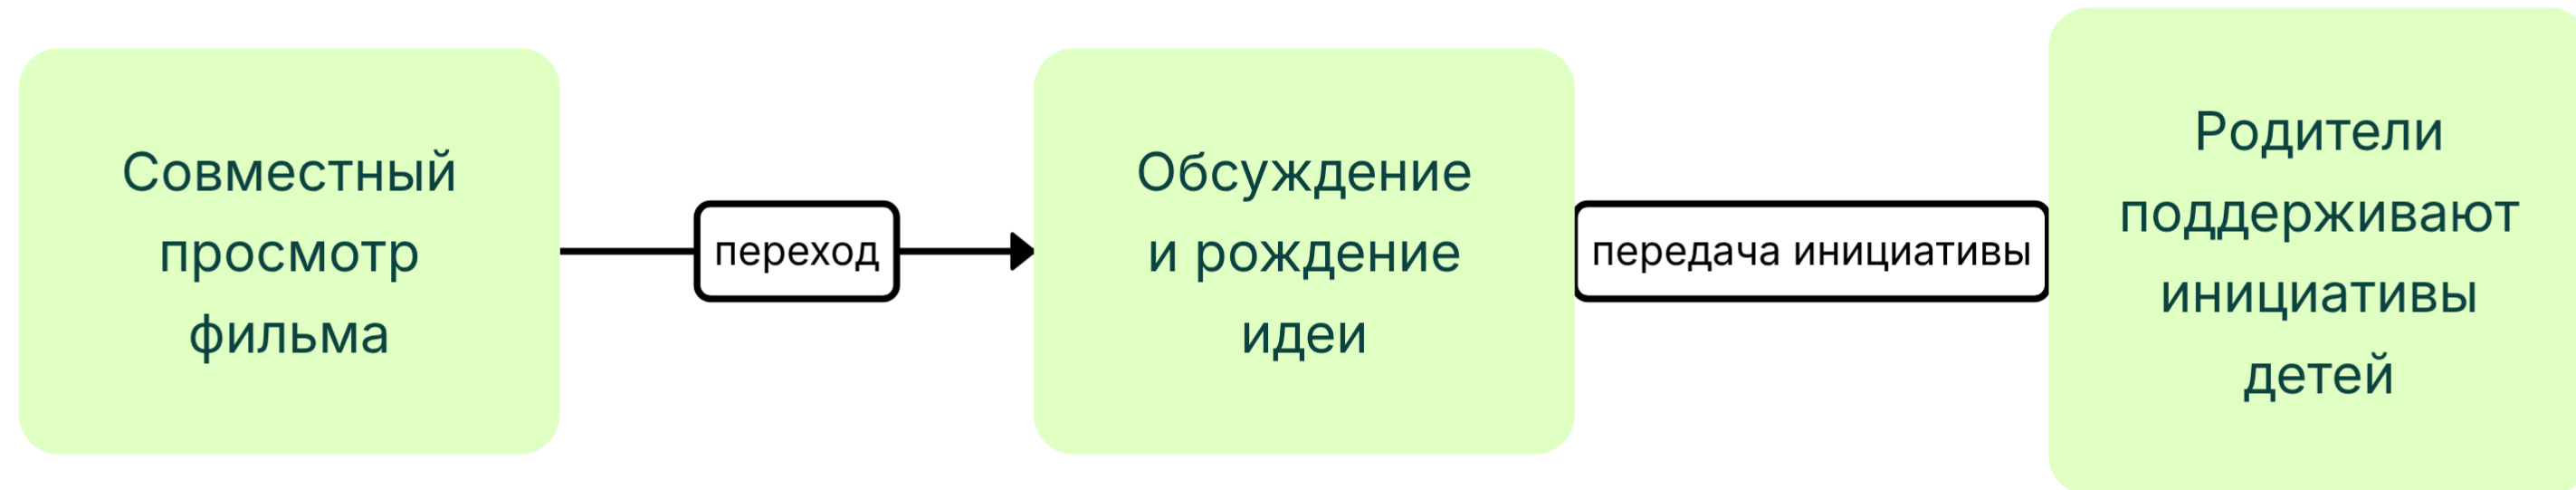 Совместный
просмотр
фильма
переход
Обсуждение
и рождение
идеи
передача инициативы
Родители
поддерживают
инициативы
детей